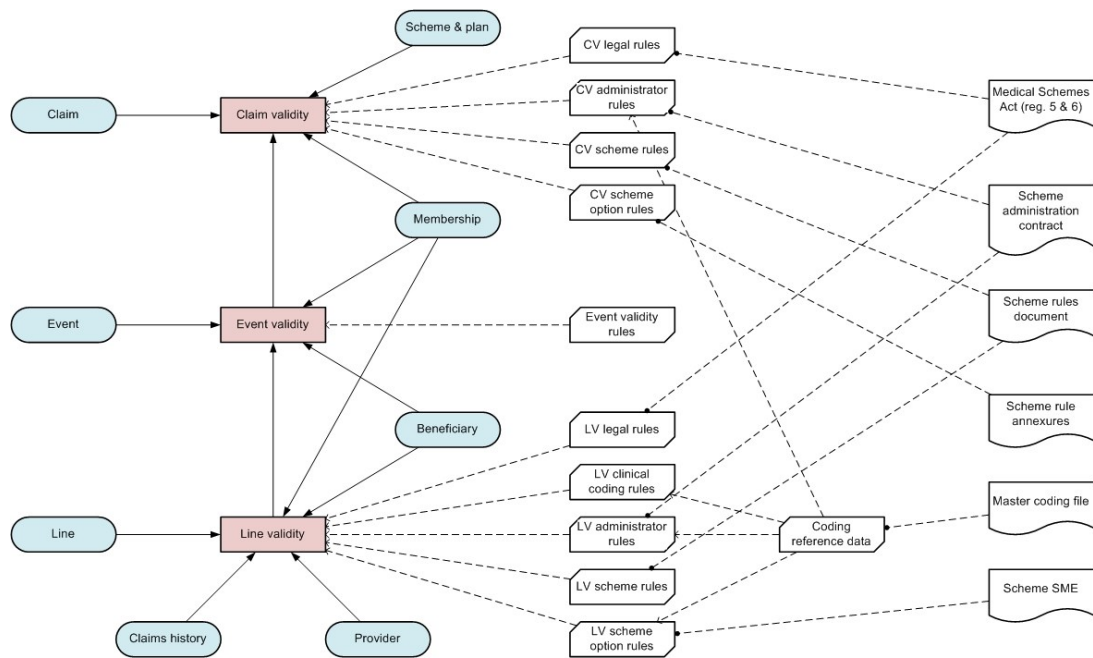 Scheme & plan
CV legal rules
Claim
Claim validity
CV administrator
rules
Medical Schemes
Act (reg. 5 & 6)
CV scheme rules
CV scheme
option rules
Membership
Scheme
administration
contract
Event
Event validity
Event validity
rules
Scheme rules
document
Beneficiary
LV legal rules
Scheme rule
annexures
LV clinical
coding rules
Line
Line validity
LV administrator
rules
Coding
reference data
Master coding file
LV scheme rules
Scheme SME
Claims history
Provider
LV scheme
option rules